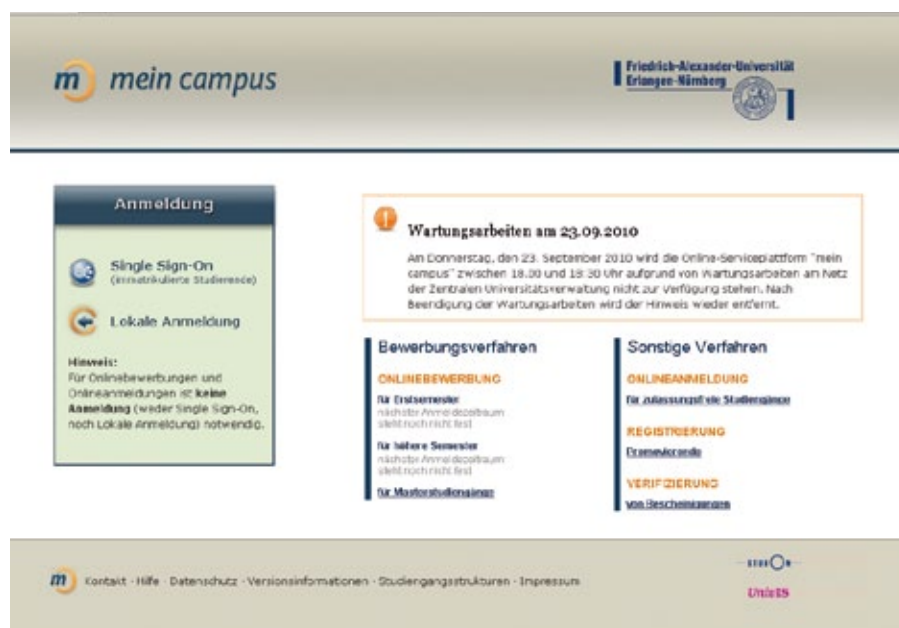 m mein campus
Friedrich-Alexander-Universität
Erlangen-Nürnberg
Anmeldung
Single Sign-On
(immatrikulierte Studierende)
Lokale Anmeldung
Hinweis:
Für Onlinebewerbungen und
Onlineanmeldungen ist keine
Anmeldung (weder Single Sign-On,
noch Lokale Anmeldung) notwendig.
Wartungsarbeiten am 23.09.2010
Am Donnerstag, den 23. September 2010 wird die Online-Serviceplattform "mein
campus" zwischen 18.00 und 18:30 Uhr aufgrund von Wartungsarbeiten am Netz
der Zentralen Universitätsverwaltung nicht zur Verfügung stehen. Nach
Beendigung der Wartungsarbeiten wird der Hinweis wieder entfernt.
Bewerbungsverfahren
ONLINEBEWERBUNG
für Erstsemester
nächster Anmeldezeitraum
steht noch nicht fest
für höhere Semester
nächster Anmeldezeitraum
steht noch nicht fest
für Masterstudiengänge
Sonstige Verfahren
ONLINEANMELDUNG
für zulassungsfreie Studiengänge
REGISTRIERUNG
Promovierende
VERIFIZIERUNG
von Bescheinigungen
m Kontakt · Hilfe · Datenschutz · Versionsinformationen · Studiengangsstrukturen · Impressum
UnivIS